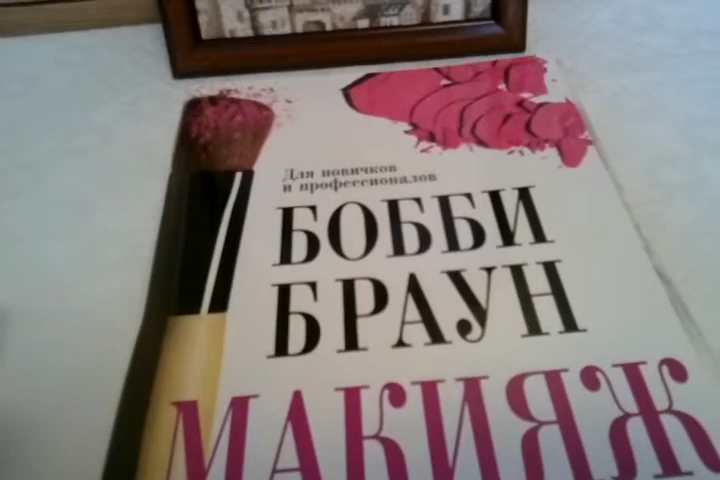 Для новичков
и профессионалов
БОББИ
БРАУН
МАКИЯЖ